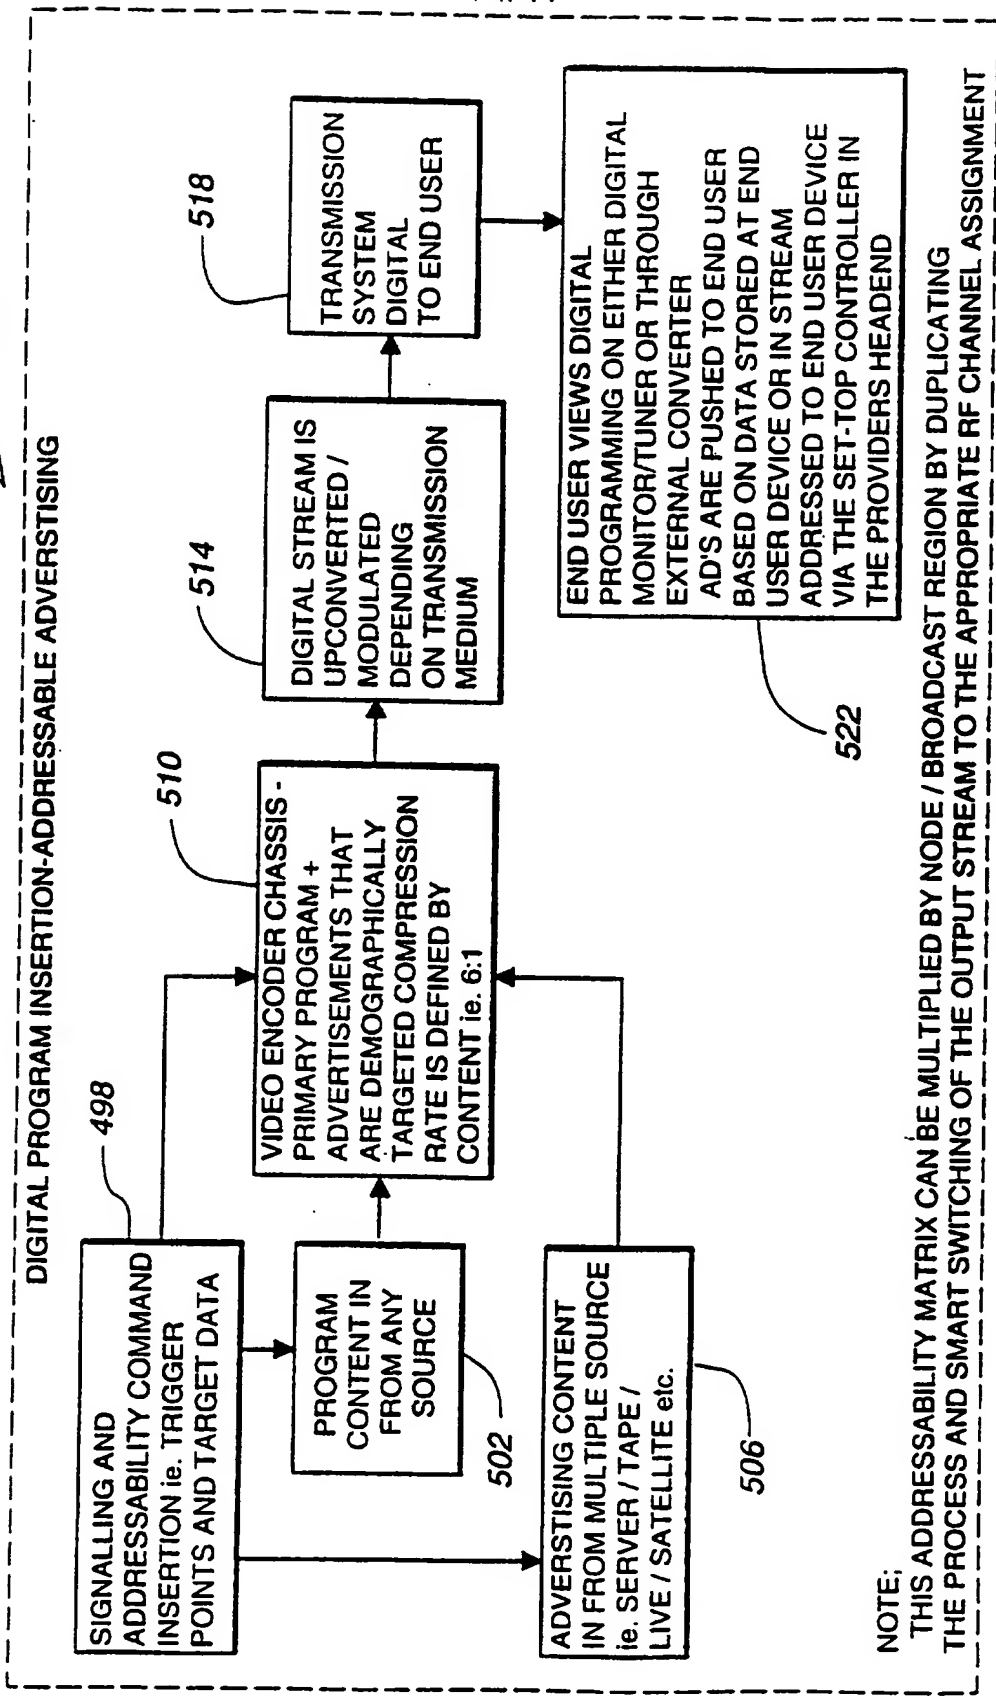 DIGITAL PROGRAM INSERTION-ADDRESSABLE ADVERSTISING
SIGNALLING AND
ADDRESSABILITY COMMAND
INSERTION ie. TRIGGER
POINTS AND TARGET DATA
498
PROGRAM
CONTENT IN
FROM ANY
SOURCE
502
ADVERSTISING CONTENT
IN FROM MULTIPLE SOURCE
ie. SERVER / TAPE /
LIVE / SATELLITE etc.
506
VIDEO ENCODER CHASSIS -
PRIMARY PROGRAM +
ADVERTISEMENTS THAT
ARE DEMOGRAPHICALLY
TARGETED COMPRESSION
RATE IS DEFINED BY
CONTENT ie. 6:1
510
DIGITAL STREAM IS
UPCONVERTED /
MODULATED
DEPENDING
ON TRANSMISSION
MEDIUM
514
TRANSMISSION
SYSTEM
DIGITAL
TO END USER
518
END USER VIEWS DIGITAL
PROGRAMMING ON EITHER DIGITAL
MONITOR/TUNER OR THROUGH
EXTERNAL CONVERTER
AD'S ARE PUSHED TO END USER
BASED ON DATA STORED AT END
USER DEVICE OR IN STREAM
ADDRESSED TO END USER DEVICE
VIA THE SET-TOP CONTROLLER IN
THE PROVIDERS HEADEND
522
NOTE;
THIS ADDRESSABILITY MATRIX CAN BE MULTIPLIED BY NODE / BROADCAST REGION BY DUPLICATING
THE PROCESS AND SMART SWITCHING OF THE OUTPUT STREAM TO THE APPROPRIATE RF CHANNEL ASSIGNMENT